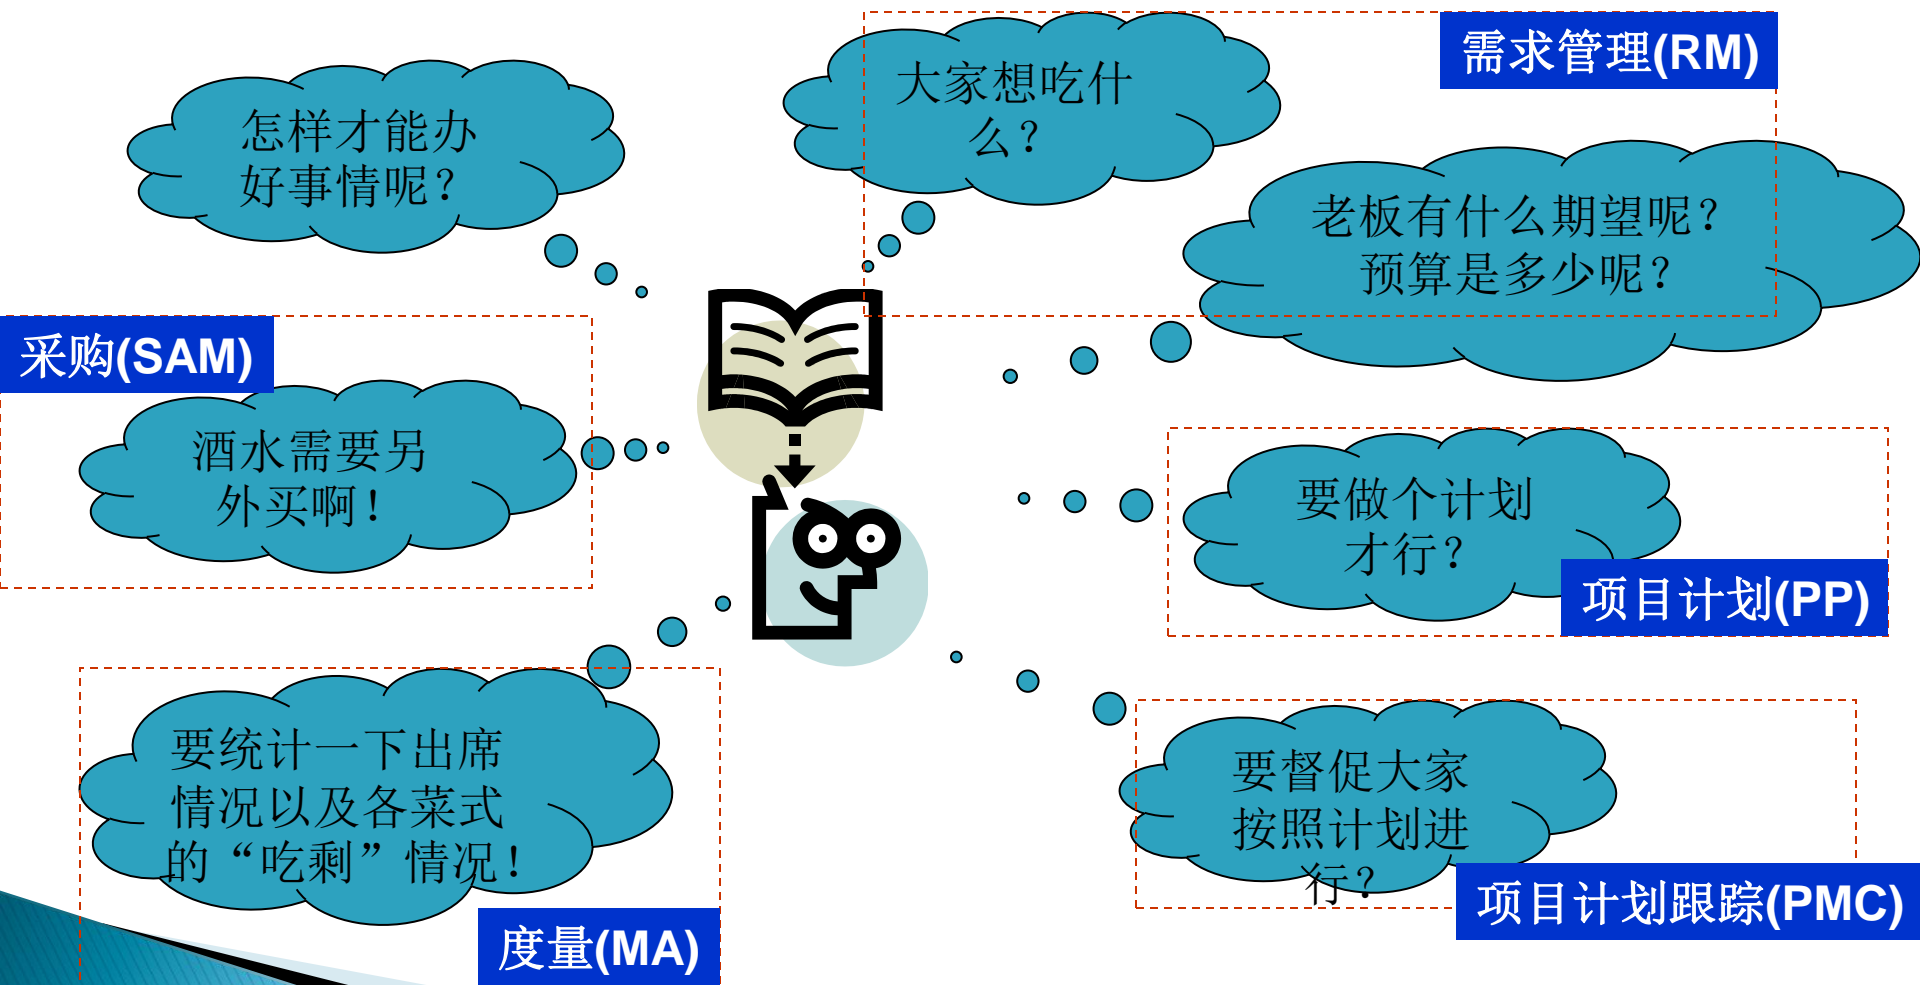 需求管理(RM)
大家想吃什
么？
怎样才能办
好事情呢？
老板有什么期望呢？
预算是多少呢？
采购(SAM)
酒水需要另
外买啊！
要做个计划
才行？
项目计划(PP)
要统计一下出席
情况以及各菜式
的“吃剩”情况！
度量(MA)
要督促大家
按照计划进
行？
项目计划跟踪(PMC)